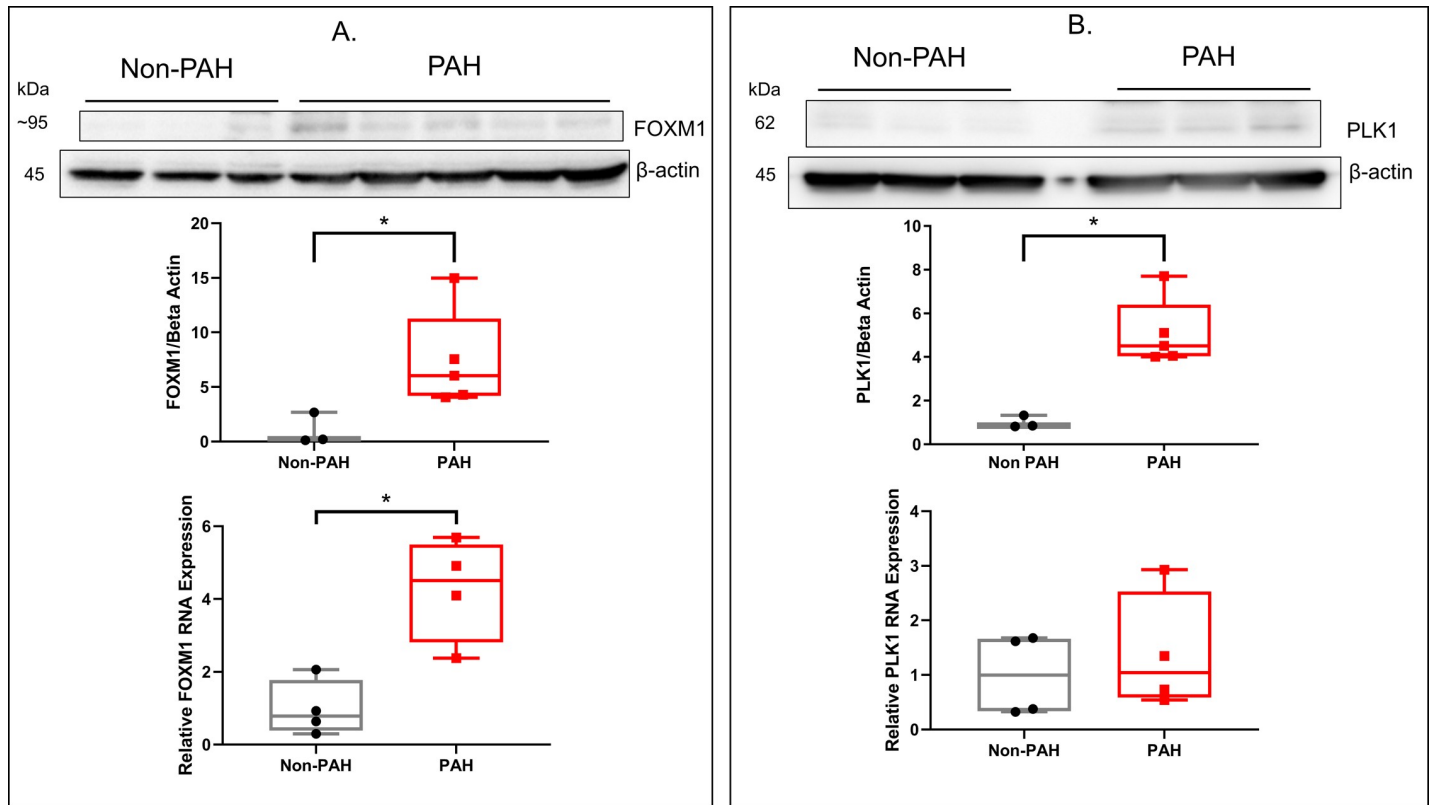 A.
Non-PAH PAH
kDa
~95 FOXM1
45 β-actin
*
FOXM1/Beta Actin
20
15
10
5
0
Non-PAH PAH
*
Relative FOXM1 RNA Expression
6
4
2
0
Non-PAH PAH
B.
Non-PAH PAH
kDa
62 PLK1
45 β-actin
*
PLK1/Beta Actin
10
8
6
4
2
0
Non PAH PAH
Relative PLK1 RNA Expression
4
3
2
1
0
Non-PAH PAH